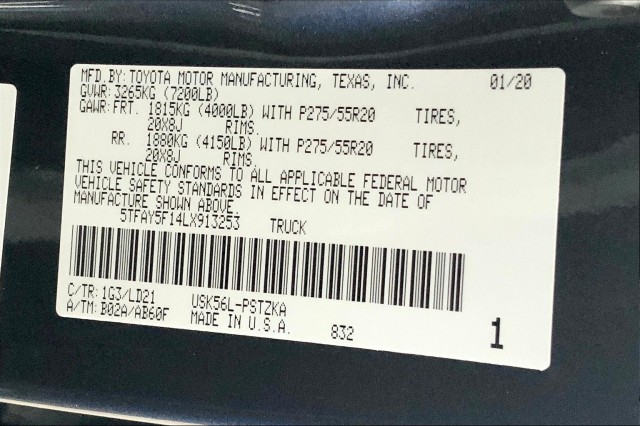 MFD. BY: TOYOTA MOTOR MANUFACTURING, TEXAS, INC. 01/20
GVWR: 3265KG (7200LB)
GAWR: FRT. 1815KG (4000LB) WITH P275/55R20 TIRES,
20X8J RIMS.
RR. 1880KG (4150LB) WITH P275/55R20 TIRES,
20X8J RIMS.
THIS VEHICLE CONFORMS TO ALL APPLICABLE FEDERAL MOTOR
VEHICLE SAFETY STANDARDS IN EFFECT ON THE DATE OF
MANUFACTURE SHOWN ABOVE.
5TFAY5F14LX913253 TRUCK
C/TR: 1G3/LD21 USK56L-PSTZKA
A/TM: B02A/AB60F MADE IN U.S.A. 832 1